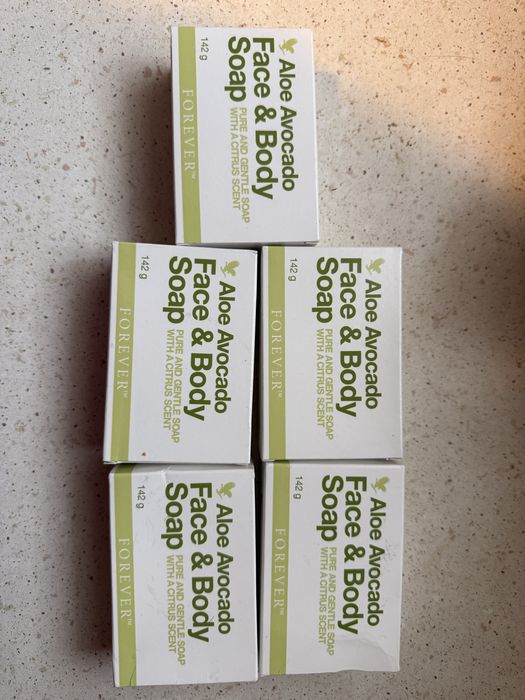 Aloe Avocado
Face & Body
Soap
PURE AND GENTLE SOAP
WITH A CITRUS SCENT
142 g
FOREVER™
Aloe Avocado
Face & Body
Soap
PURE AND GENTLE SOAP
WITH A CITRUS SCENT
142 g
FOREVER™
Aloe Avocado
Face & Body
Soap
PURE AND GENTLE SOAP
WITH A CITRUS SCENT
142 g
FOREVER™
Aloe Avocado
Face & Body
Soap
PURE AND GENTLE SOAP
WITH A CITRUS SCENT
142 g
FOREVER™
Aloe Avocado
Face & Body
Soap
PURE AND GENTLE SOAP
WITH A CITRUS SCENT
142 g
FOREVER™